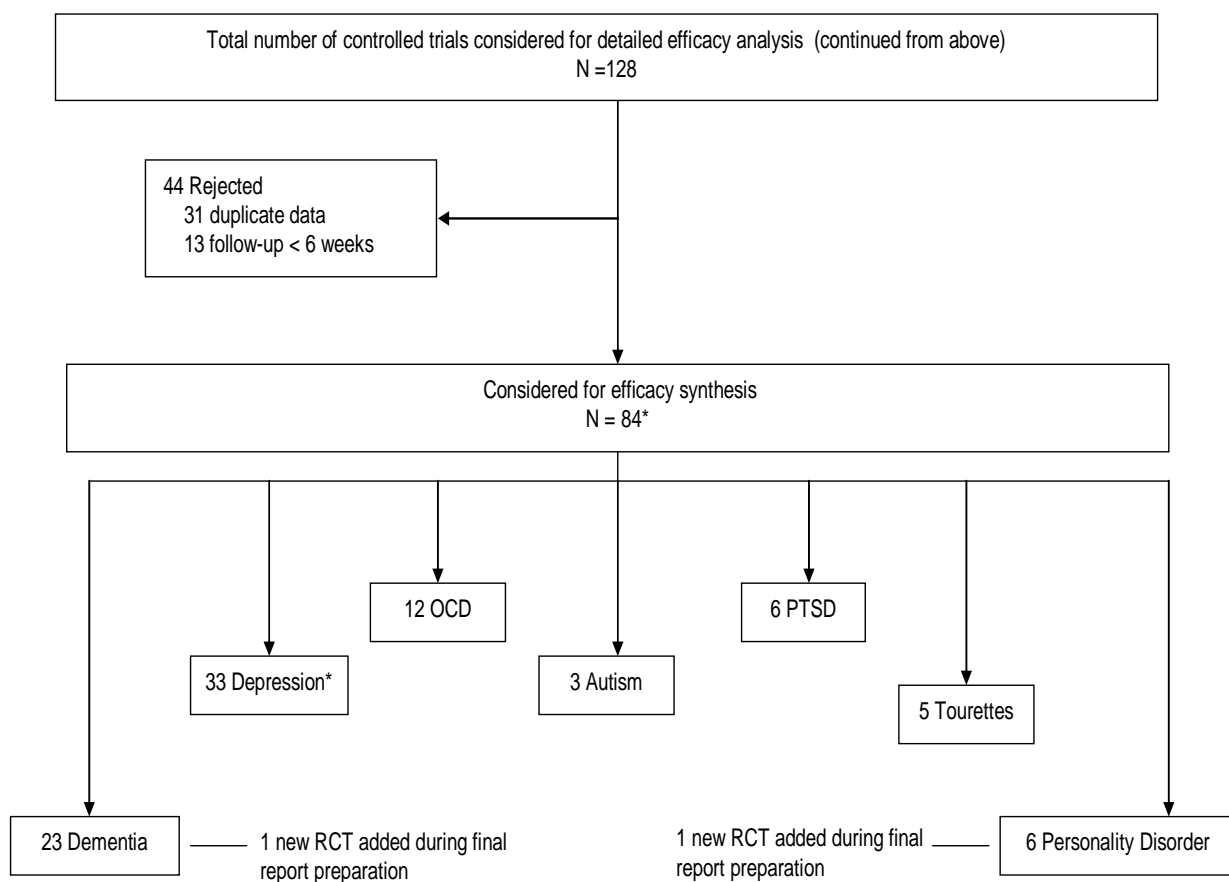 Total number of controlled trials considered for detailed efficacy analysis (continued from above)
N =128
44 Rejected
31 duplicate data
13 follow-up < 6 weeks
Considered for efficacy synthesis
N = 84*
12 OCD
6 PTSD
33 Depression*
3 Autism
5 Tourettes
23 Dementia
1 new RCT added during final
report preparation
1 new RCT added during final
report preparation
6 Personality Disorder